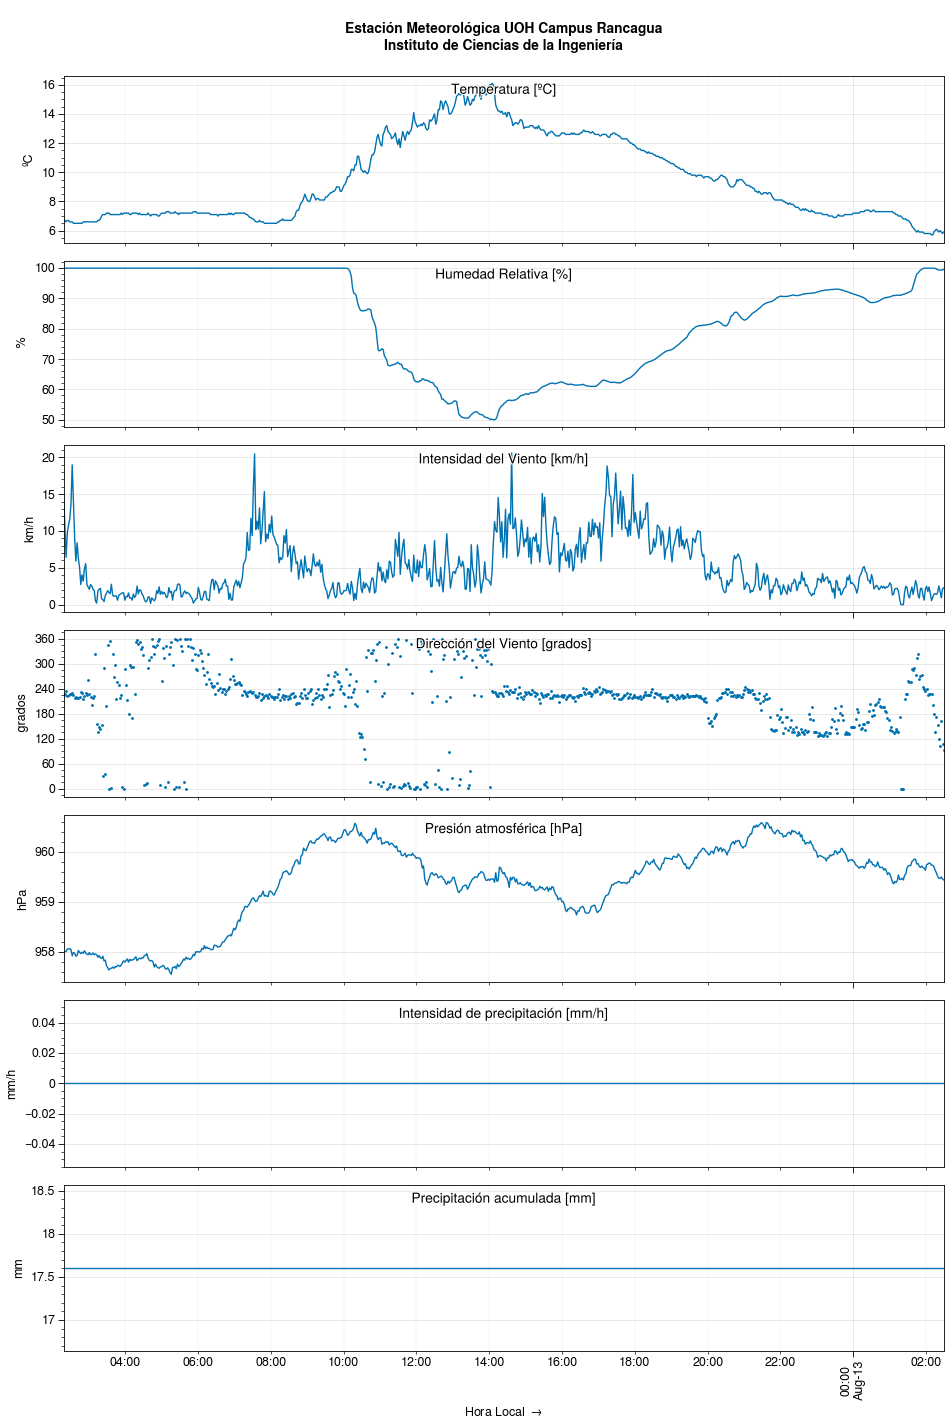 Estación Meteorológica UOH Campus Rancagua
Instituto de Ciencias de la Ingeniería
Temperatura [ºC]
16
14
12
10
8
6
ºC
Humedad Relativa [%]
100
90
80
70
60
50
%
Intensidad del Viento [km/h]
20
15
10
5
0
km/h
Dirección del Viento [grados]
360
300
240
180
120
60
0
grados
Presión atmosférica [hPa]
960
959
958
hPa
Intensidad de precipitación [mm/h]
0.04
0.02
0
−0.02
−0.04
mm/h
Precipitación acumulada [mm]
18.5
18
17.5
17
mm
04:00 06:00 08:00 10:00 12:00 14:00 16:00 18:00 20:00 22:00 00:00 02:00
Aug-13
Hora Local →